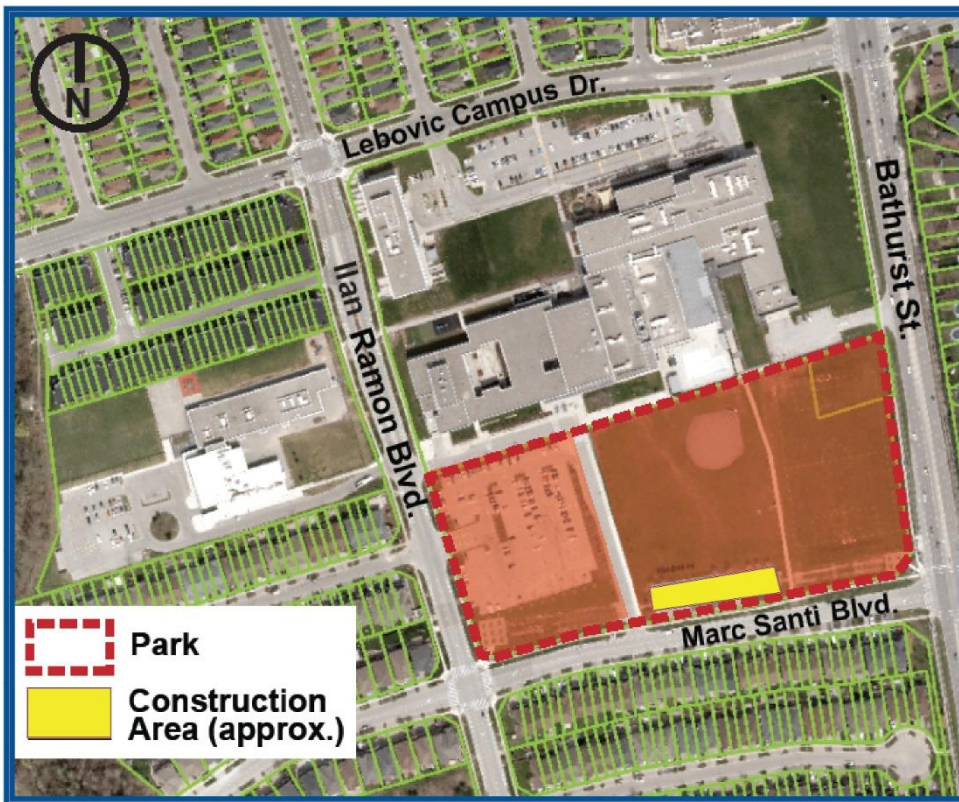 N
Lebovic Campus Dr.
Bathurst St.
Ilan Ramon Blvd.
Marc Santi Blvd.
Park
Construction
Area (approx.)